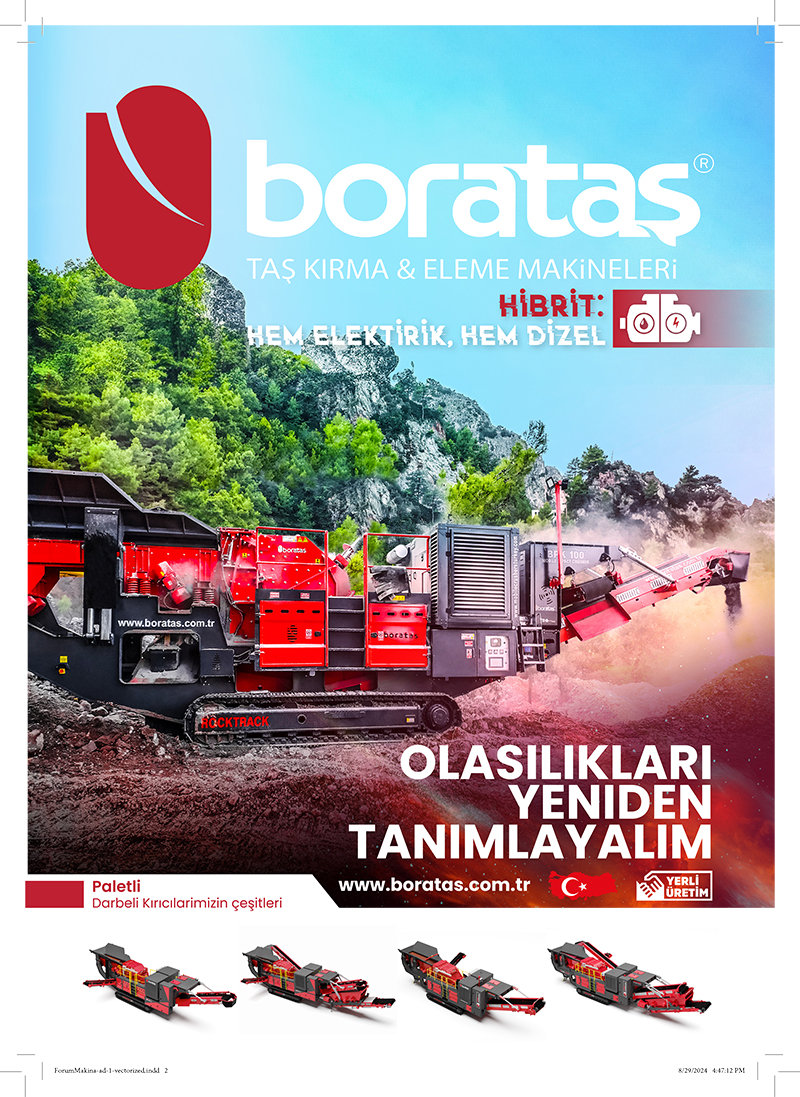 borataş®
TAŞ KIRMA & ELEME MAKiNELERi
HİBRİT:
HEM ELEKTİRİK, HEM DİZEL
boratas
BRK 100
boratas
www.boratas.com.tr
boratas
ROCKTRACK
OLASILIKLARI
YENIDEN
TANIMLAYALIM
www.boratas.com.tr
YERLİ
ÜRETİM
Paletli
Darbeli Kırıcılarimizin çeşitleri
ForumMakina-ad-1-vectorized.indd 2
8/29/2024 4:47:12 PM